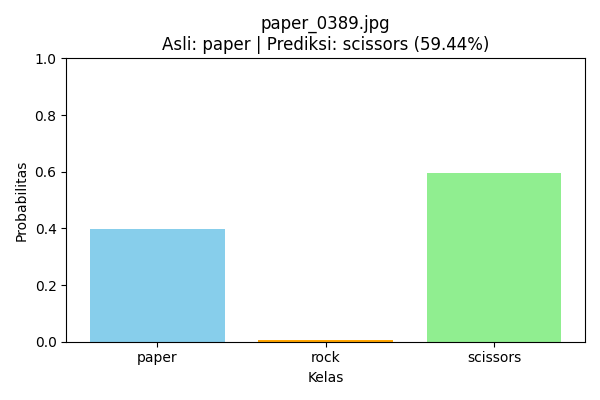 paper_0389.jpg
Asli: paper | Prediksi: scissors (59.44%)
1.0
0.8
0.6
0.4
0.2
0.0
Probabilitas
paper rock scissors
Kelas